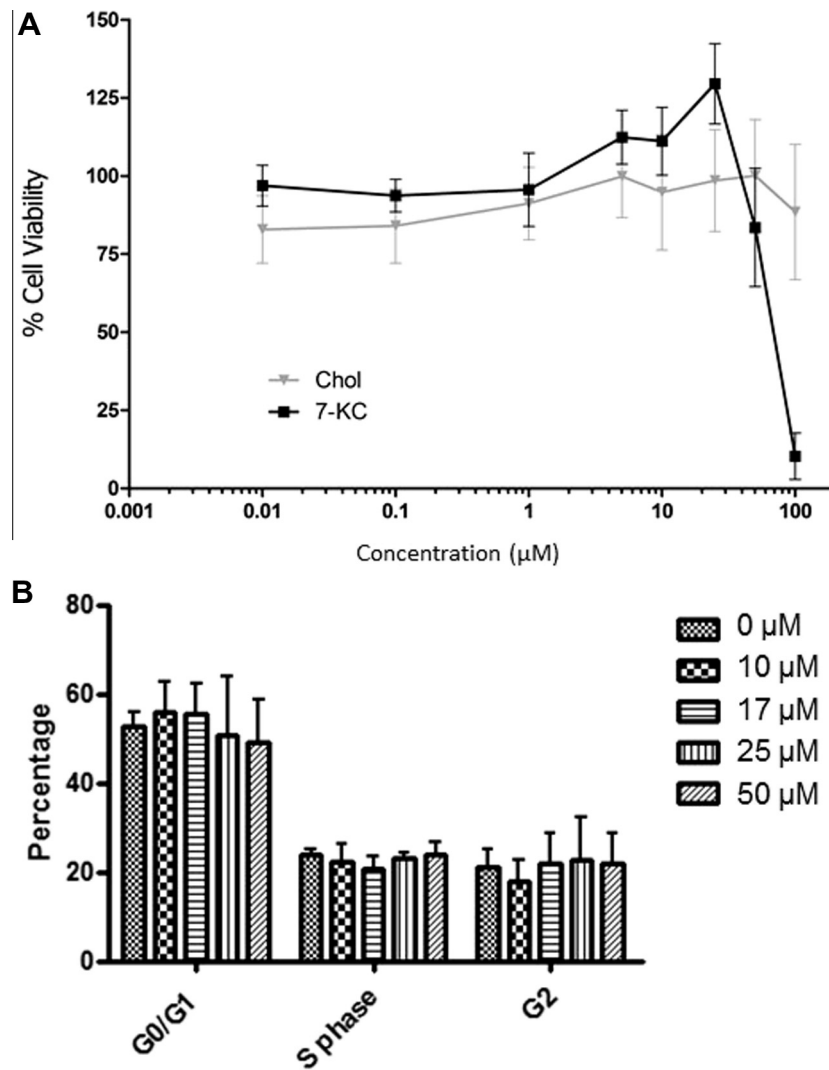 A
150
125
100
75
50
25
0
% Cell Viability
Chol
7-KC
0.001 0.01 0.1 1 10 100
Concentration (µM)
B
80
60
40
20
0
Percentage
G0/G1 S phase G2
0 µM
10 µM
17 µM
25 µM
50 µM